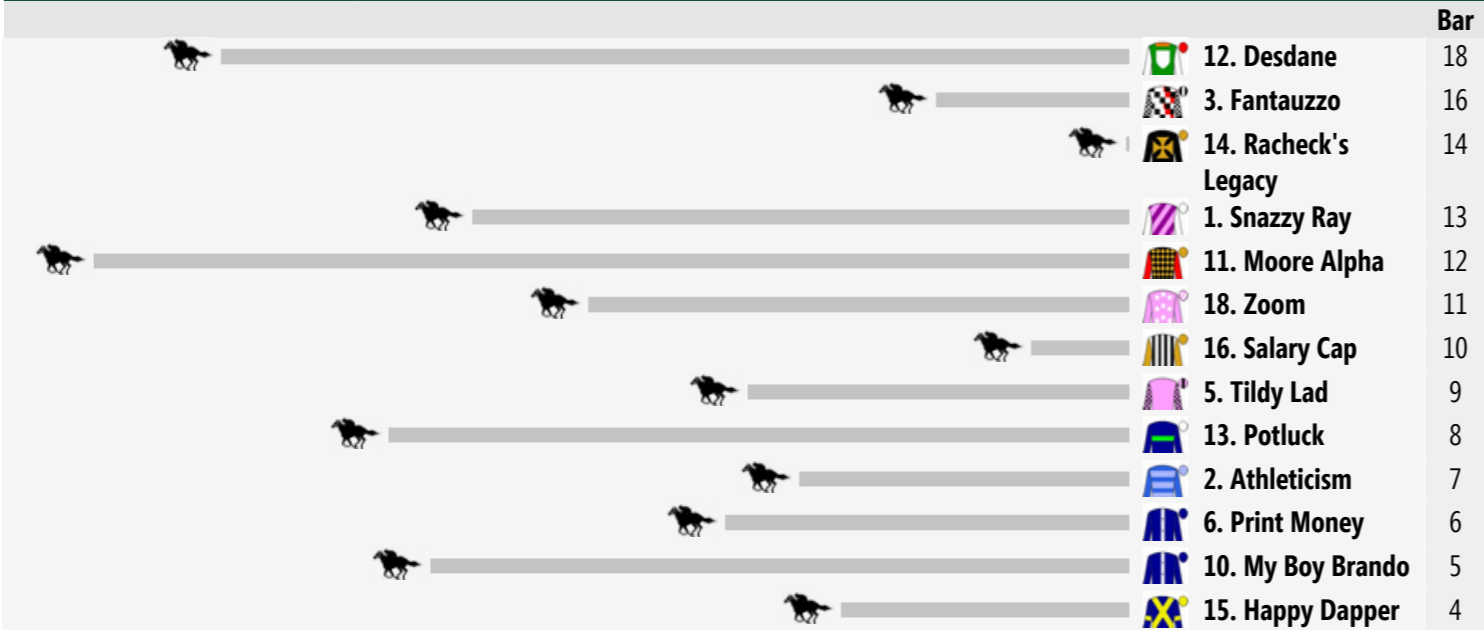 Bar
12. Desdane 18
3. Fantauzzo 16
14. Racheck's 14
Legacy
1. Snazzy Ray 13
11. Moore Alpha 12
18. Zoom 11
16. Salary Cap 10
5. Tildy Lad 9
13. Potluck 8
2. Athleticism 7
6. Print Money 6
10. My Boy Brando 5
15. Happy Dapper 4